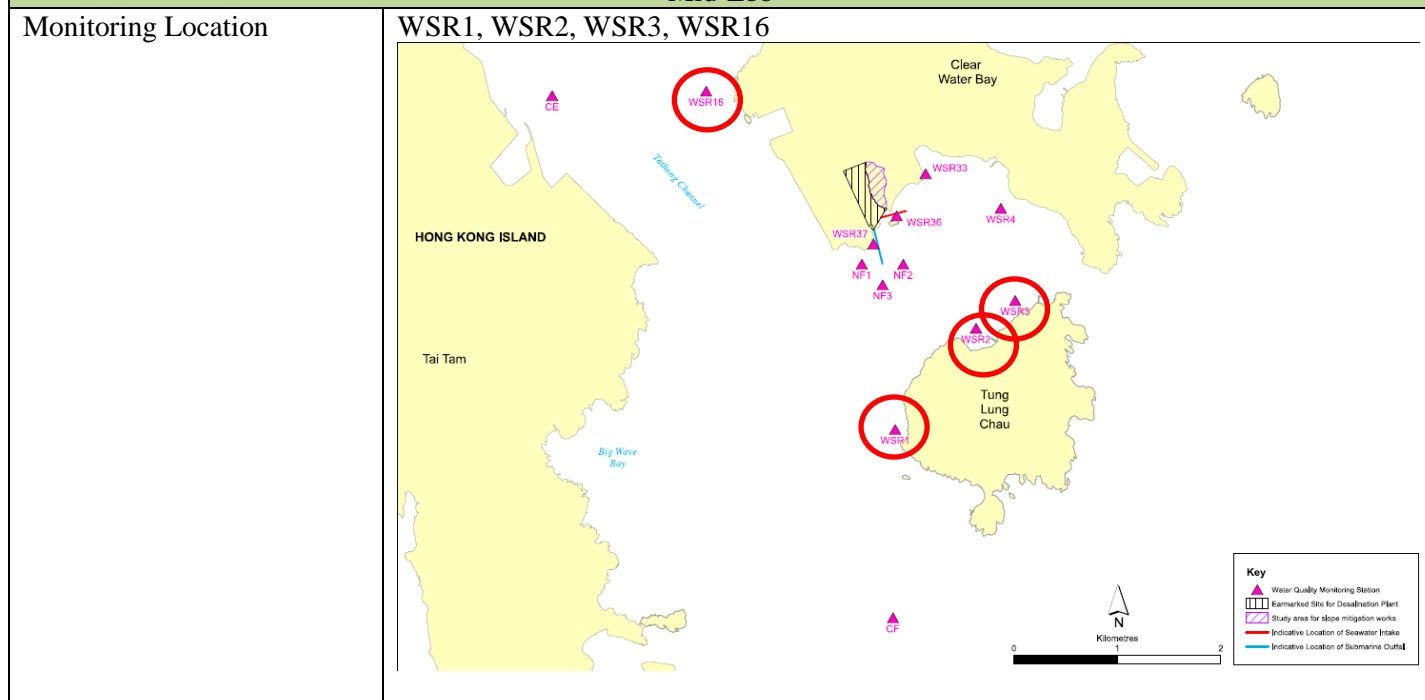 Monitoring Location
WSR1, WSR2, WSR3, WSR16
Clear
Water Bay
CE
WSR16
Tathong Channel
WSR33
WSR4
WSR36
HONG KONG ISLAND
WSR37
NF1
NF2
NF3
WSR3
WSR2
Tai Tam
Tung
Lung
Chau
WSR1
Big Wave
Bay
CF
N
Kilometres
0
1
2
Key
Water Quality Monitoring Station
Earmarked Site for Desalination Plant
Study area for slope mitigation works
Indicative Location of Seawater Intake
Indicative Location of Submarine Outfall